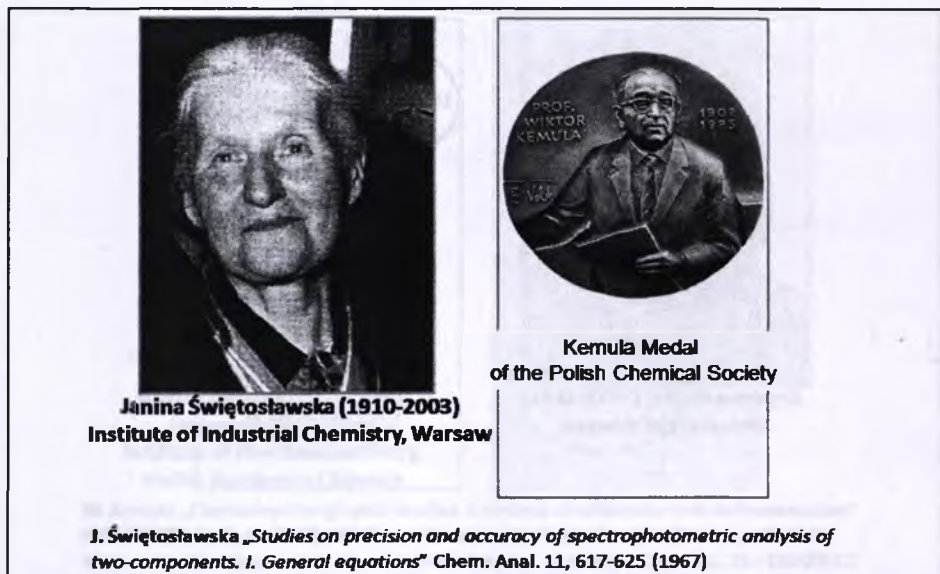 PROF.
WIKTOR
KEMULA
1902
1985
Kemula Medal
of the Polish Chemical Society
Janina Świętosławska (1910-2003)
Institute of Industrial Chemistry, Warsaw
J. Świętosławska „Studies on precision and accuracy of spectrophotometric analysis of
two-components. I. General equations" Chem. Anal. 11, 617-625 (1967)